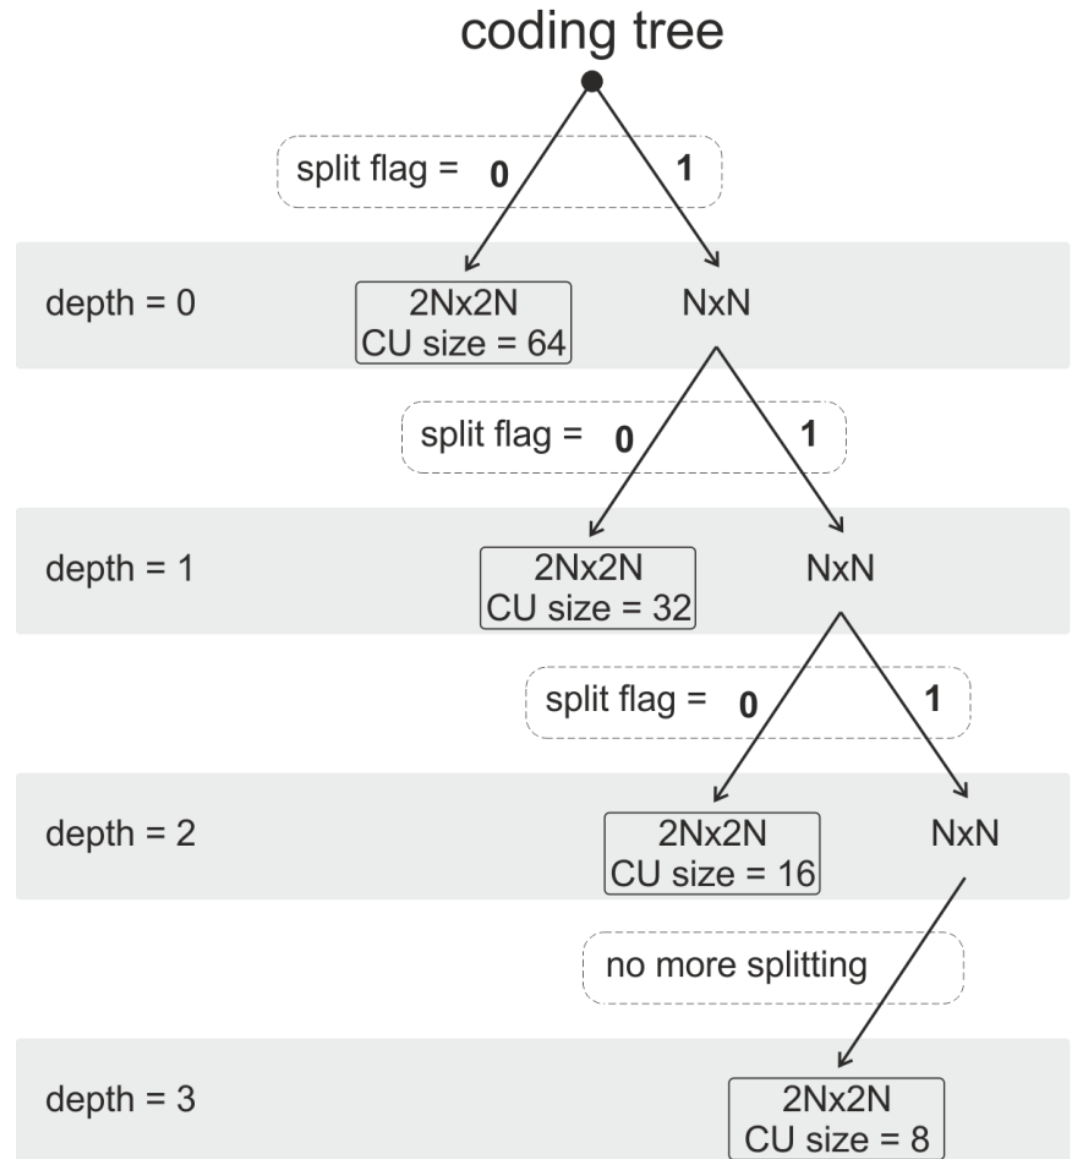 coding tree
split flag = 0 1
depth = 0
2Nx2N
CU size = 64
NxN
split flag = 0 1
depth = 1
2Nx2N
CU size = 32
NxN
split flag = 0 1
depth = 2
2Nx2N
CU size = 16
NxN
no more splitting
depth = 3
2Nx2N
CU size = 8